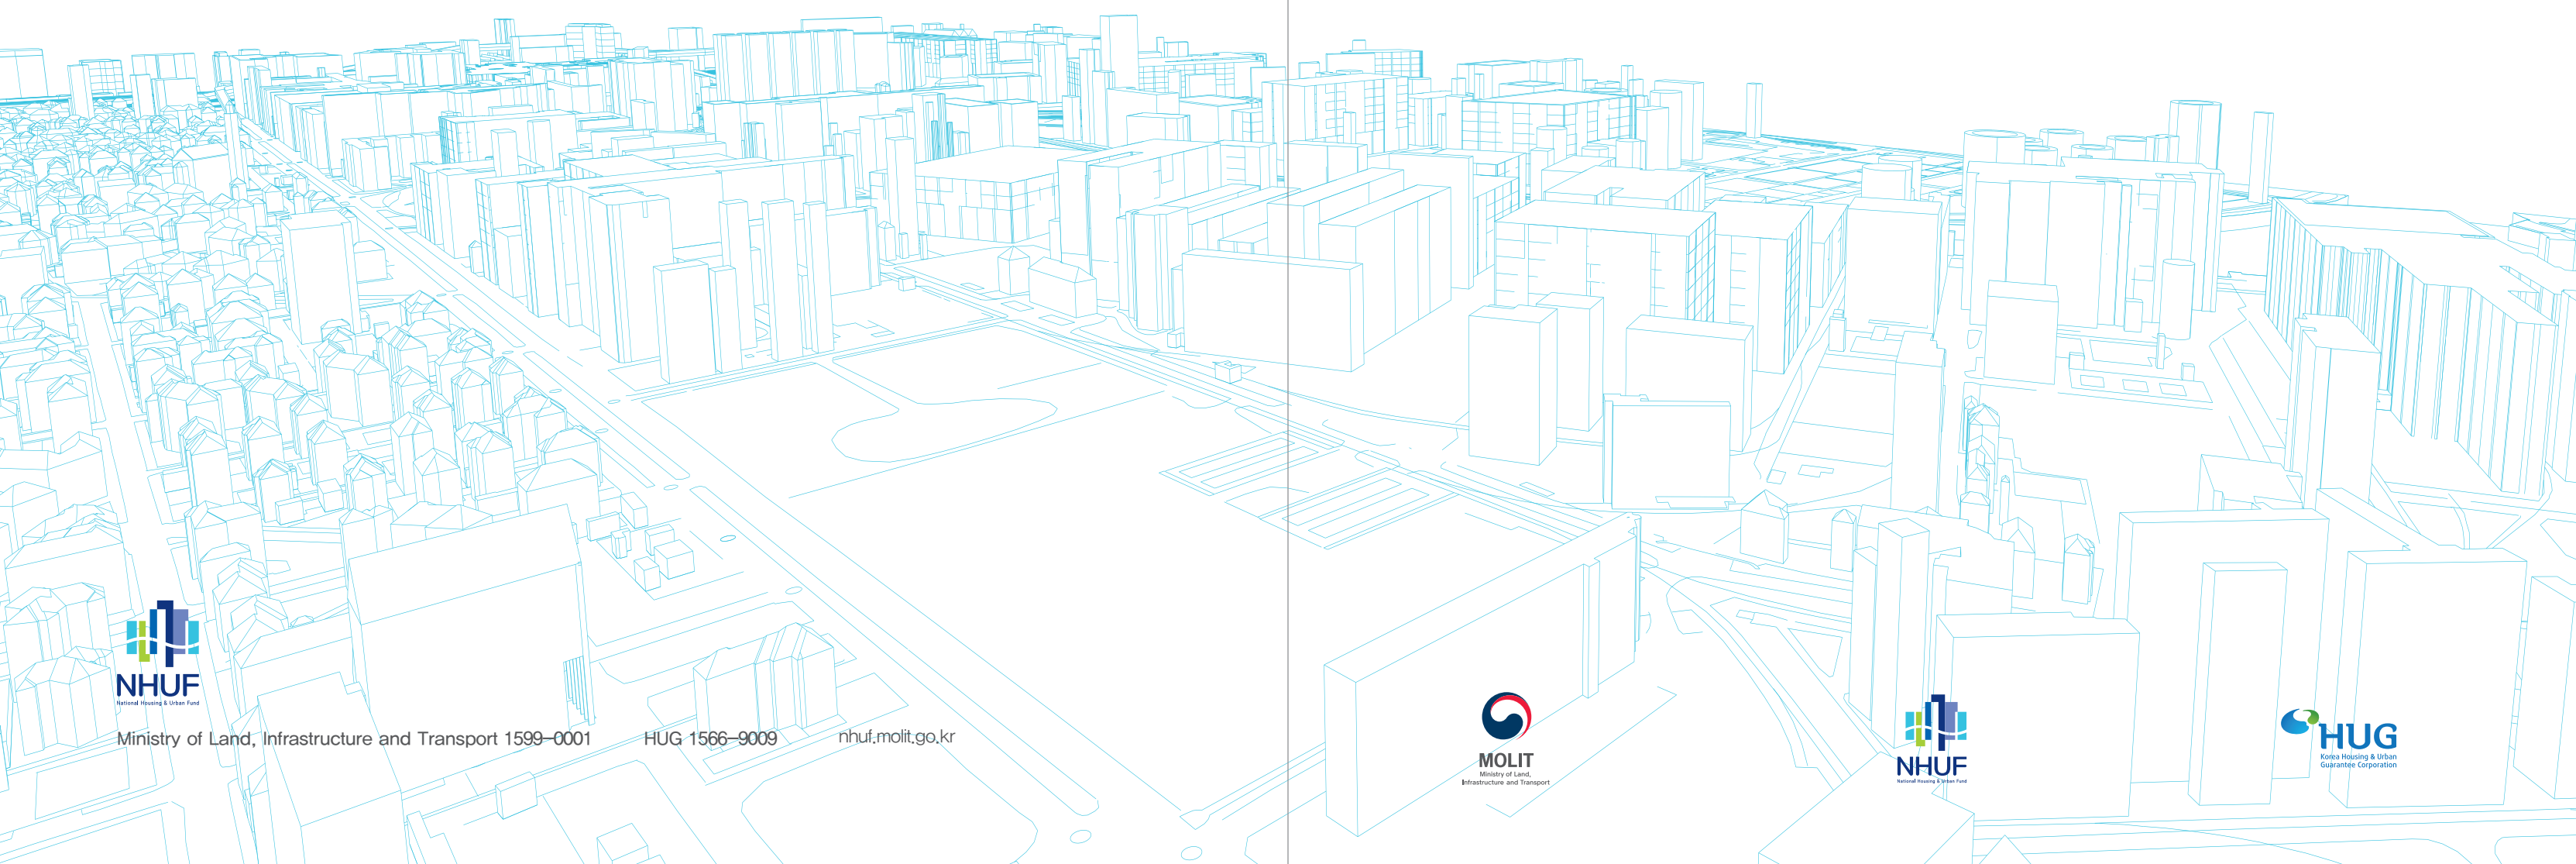 NHUF
National Housing & Urban Fund
Ministry of Land, Infrastructure and Transport 1599-0001 HUG 1566-9009 nhuf.molit.go.kr
MOLIT
Ministry of Land,
Infrastructure and Transport
NHUF
National Housing & Urban Fund
HUG
Korea Housing & Urban
Guarantee Corporation